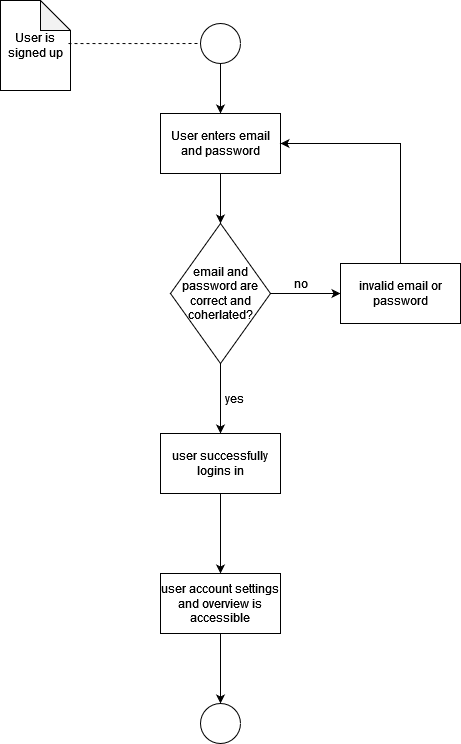 User is
signed up
User enters email
and password
email and
password are
correct and
coherlated?
no
invalid email or
password
yes
user successfully
logins in
user account settings
and overview is
accessible